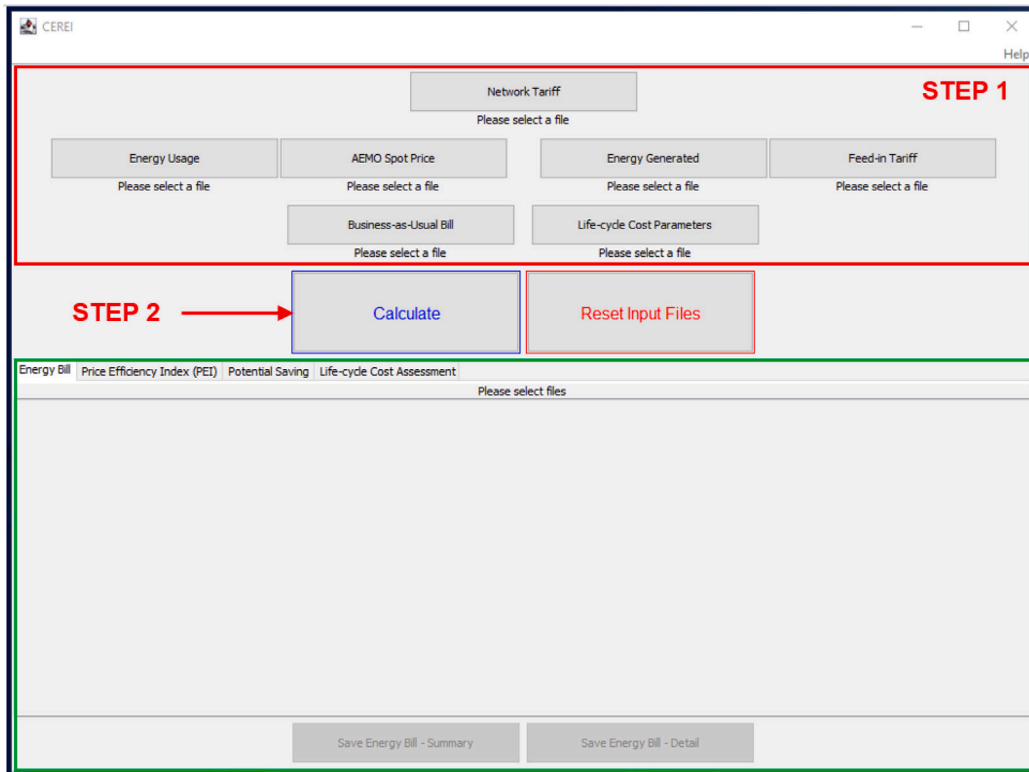 CEREI
Help
STEP 1
Network Tariff
Please select a file
Energy Usage
AEMO Spot Price
Energy Generated
Feed-in Tariff
Please select a file
Please select a file
Please select a file
Please select a file
Business-as-Usual Bill
Life-cycle Cost Parameters
Please select a file
Please select a file
STEP 2
Calculate
Reset Input Files
Energy Bill
Price Efficiency Index (PEI)
Potential Saving
Life-cycle Cost Assessment
Please select files
Save Energy Bill - Summary
Save Energy Bill - Detail